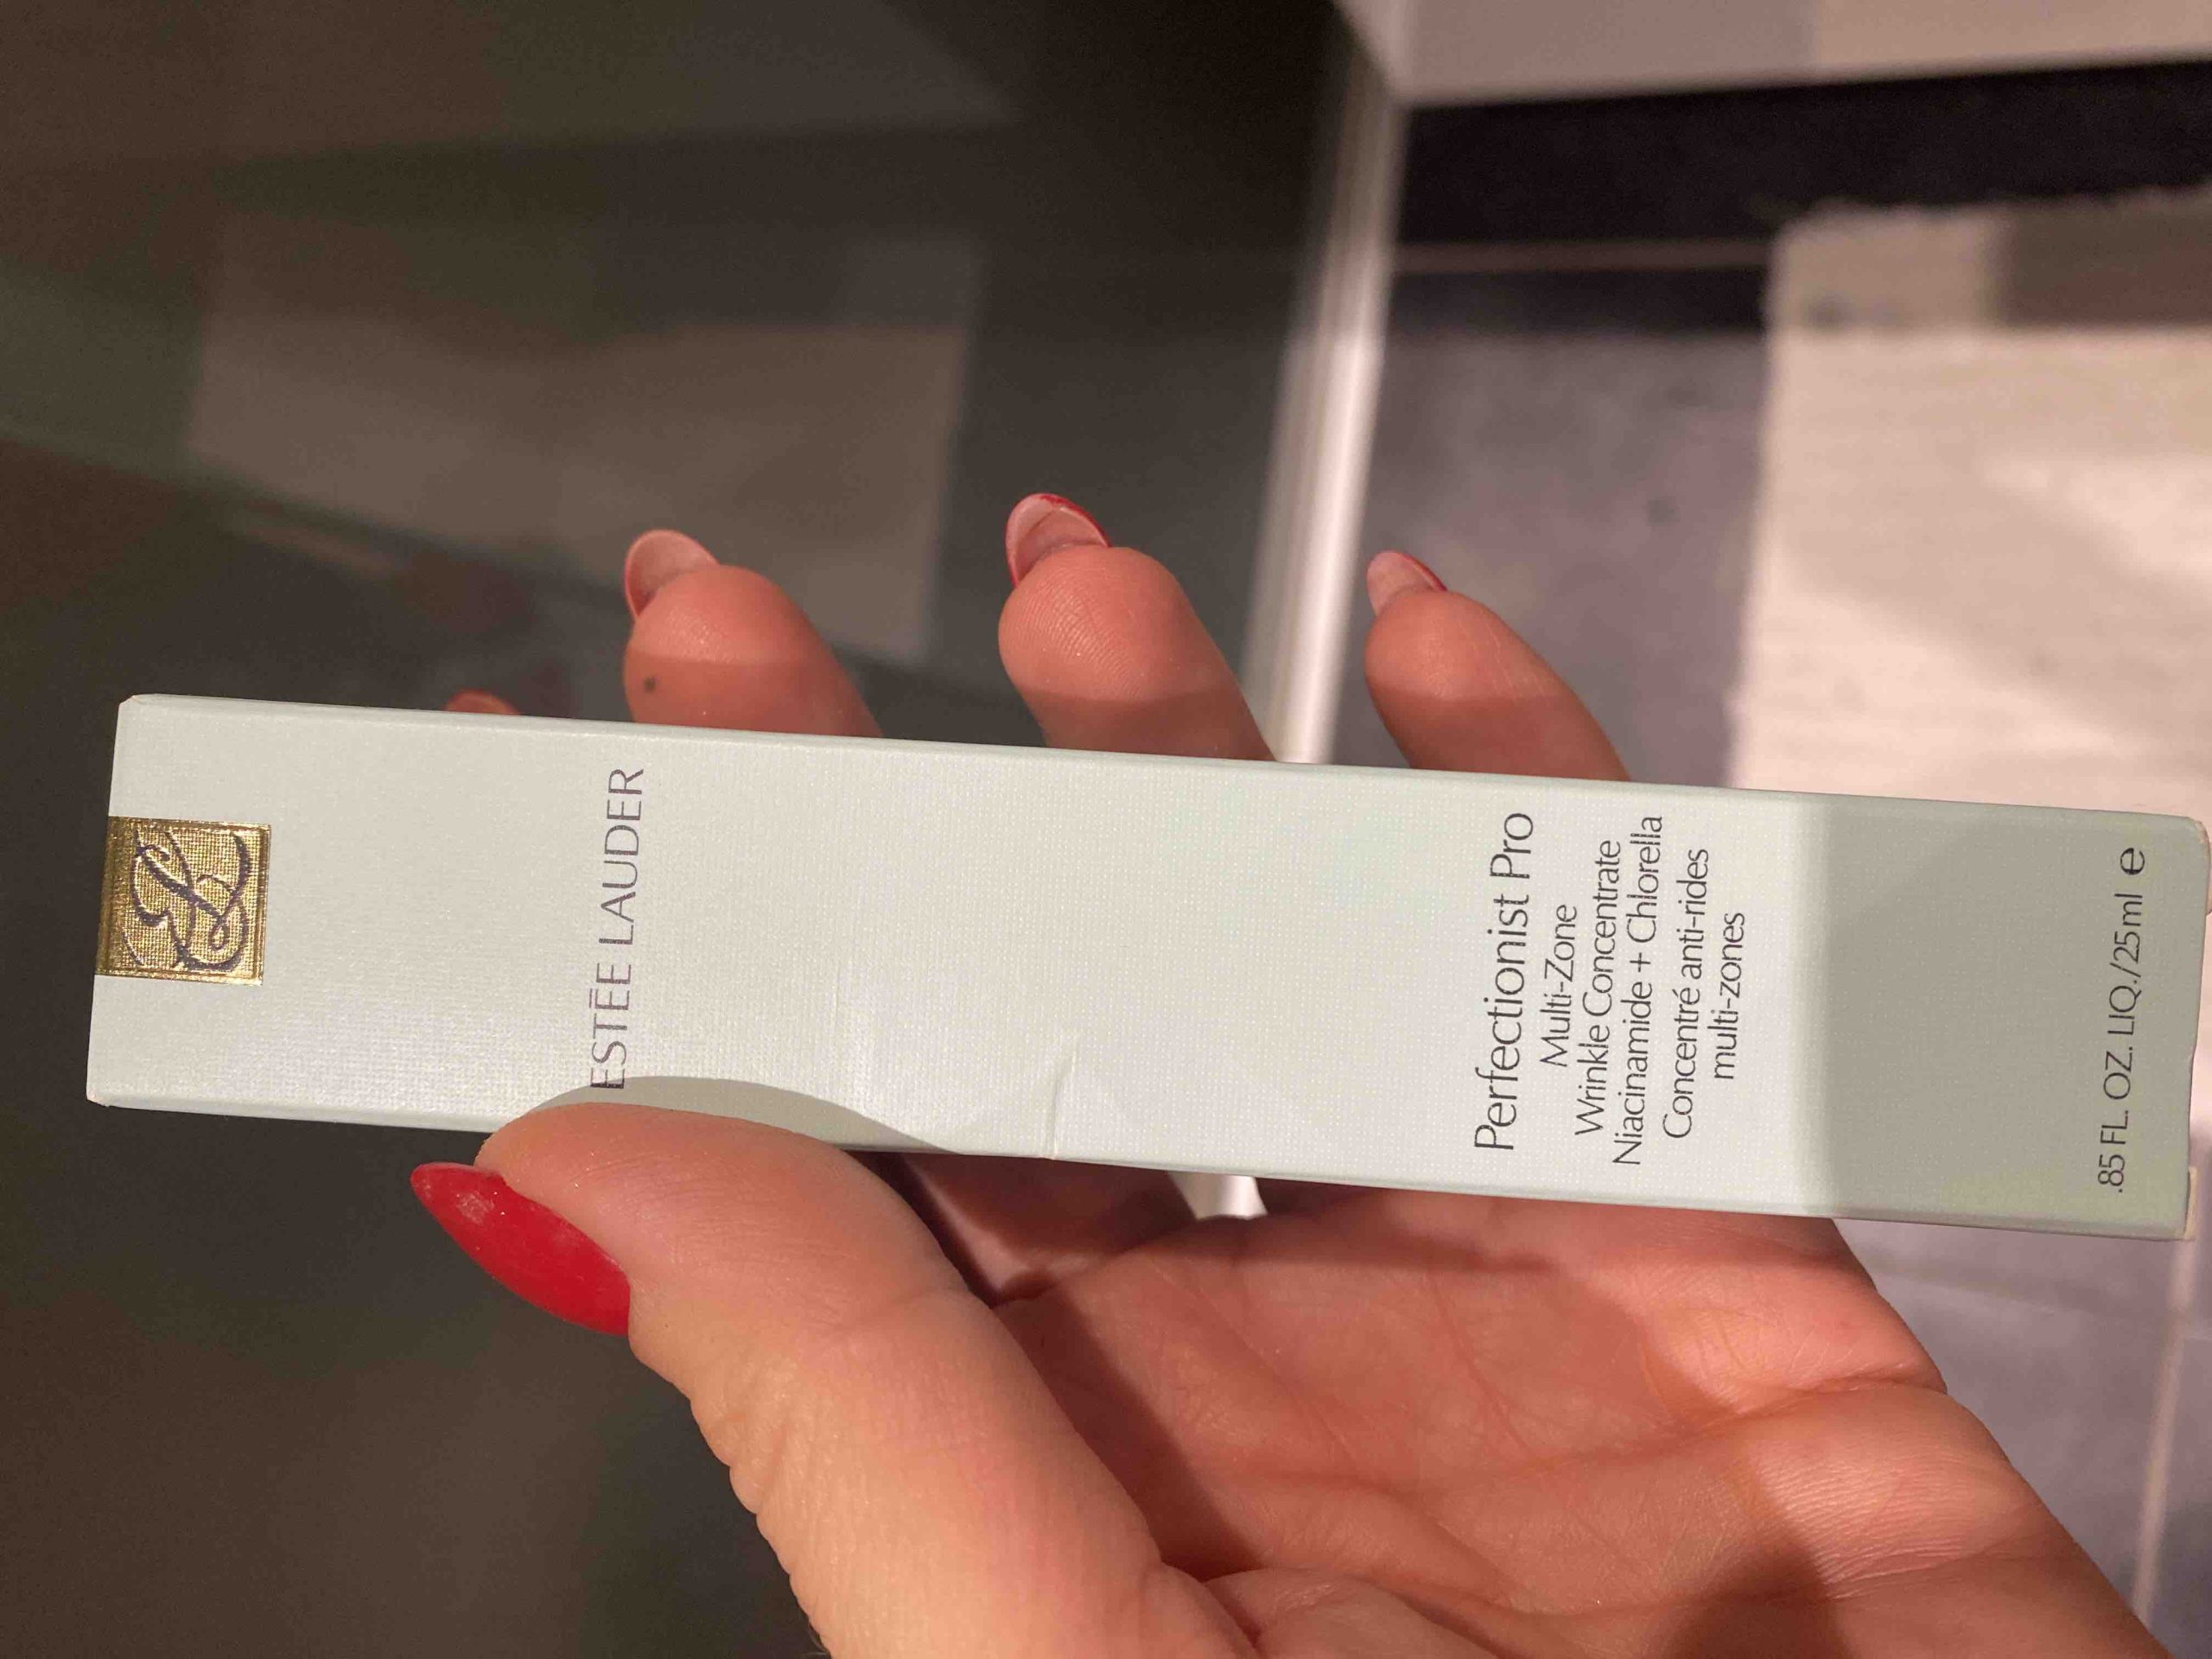 EL
ESTĒE LAUDER
Perfectionist Pro
Multi-Zone
Wrinkle Concentrate
Niacinamide + Chlorella
Concentré anti-rides
multi-zones
.85 FL. OZ. LIQ./25ml e